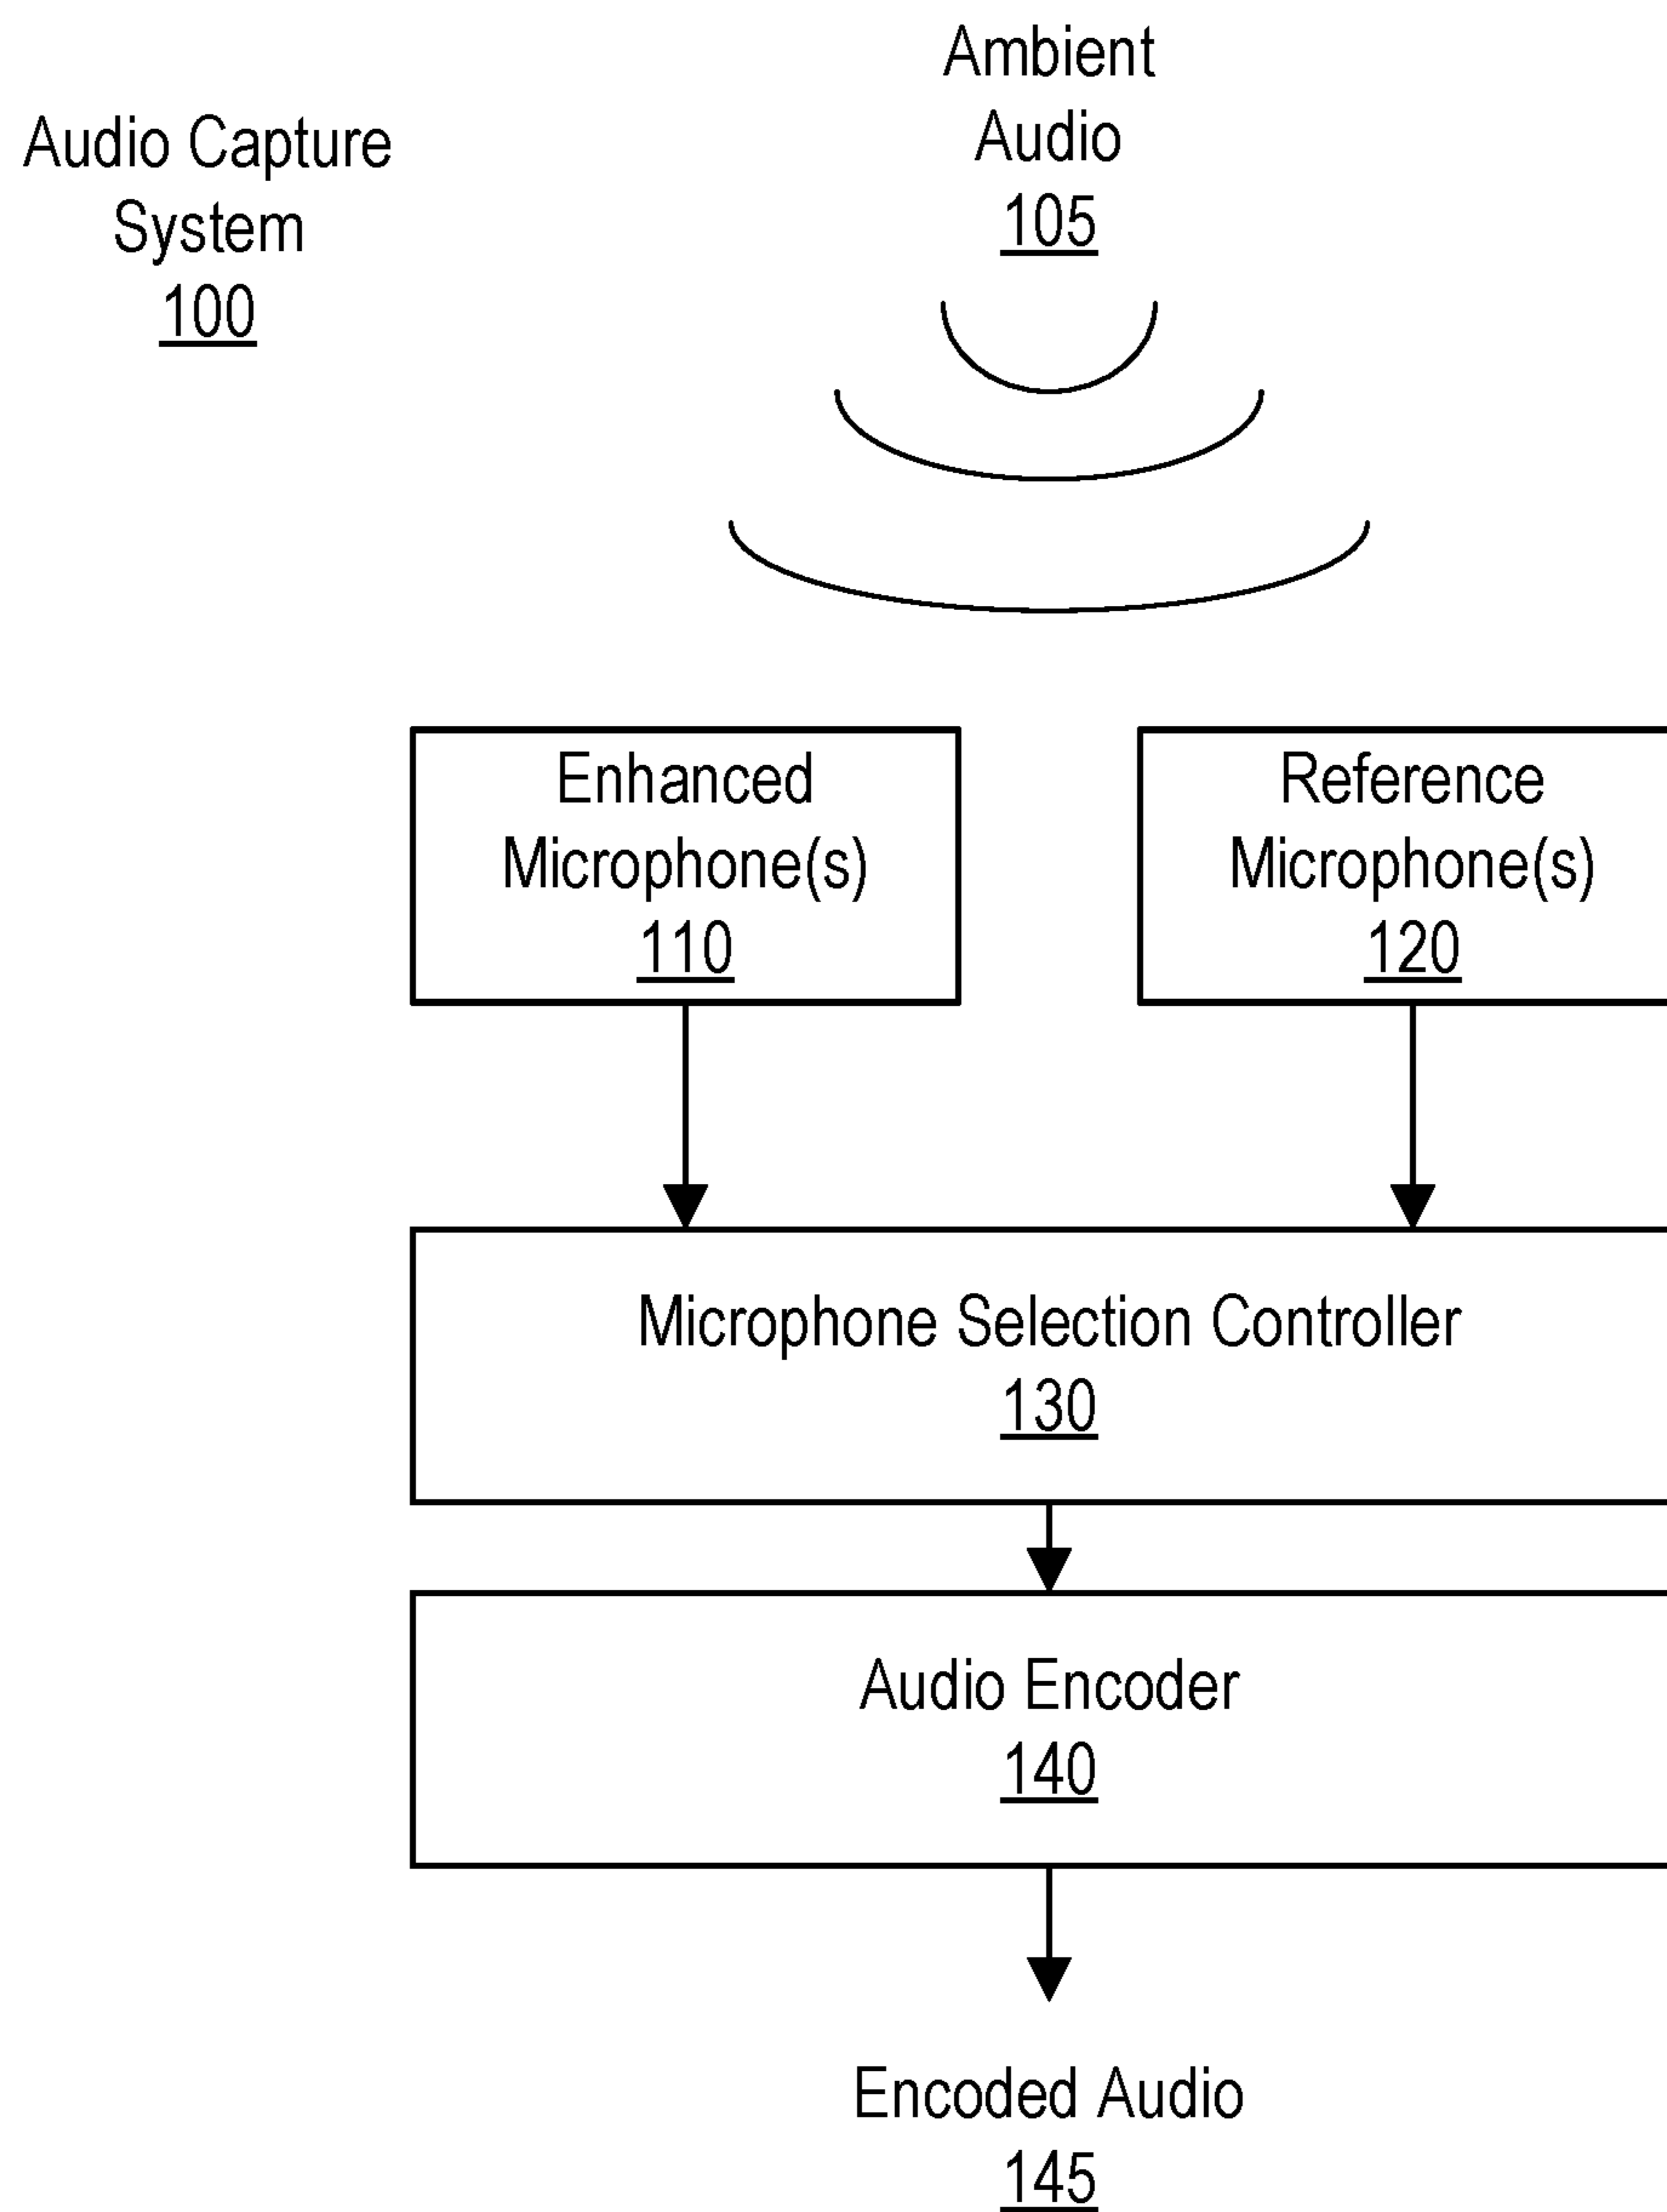 Audio Capture
System
100
Ambient
Audio
105
Enhanced
Microphone(s)
110
Reference
Microphone(s)
120
Microphone Selection Controller
130
Audio Encoder
140
Encoded Audio
145